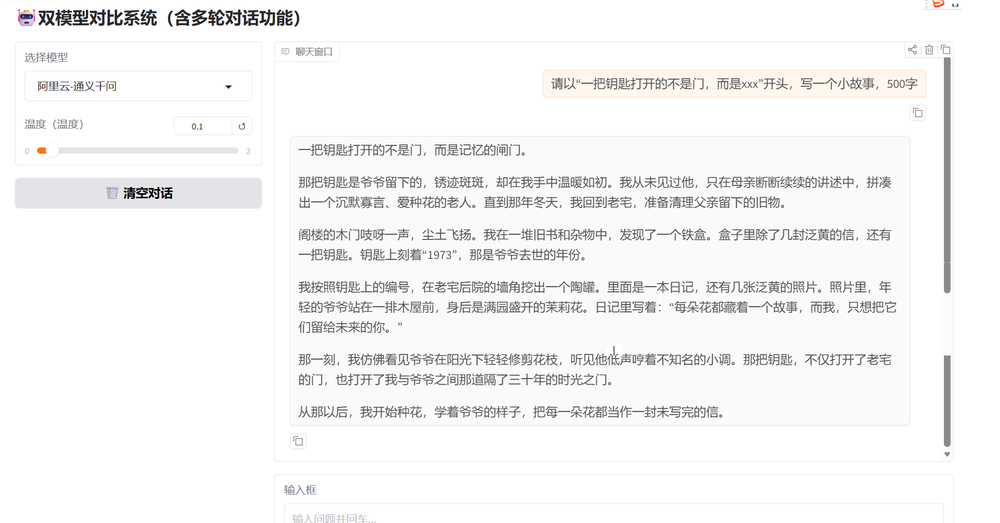 双模型对比系统（含多轮对话功能）
选择模型
阿里云-通义千问
温度（温度）
0.1
0
2
清空对话
聊天窗口
请以“一把钥匙打开的不是门，而是xxx”开头，写一个小故事，500字
一把钥匙打开的不是门，而是记忆的闸门。
那把钥匙是爷爷留下的，锈迹斑斑，却在我手中温暖如初。我从未见过他，只在母亲断断续续的讲述中，拼凑
出一个沉默寡言、爱种花的老人。直到那年冬天，我回到老宅，准备清理父亲留下的旧物。
阁楼的木门吱呀一声，尘土飞扬。我在一堆旧书和杂物中，发现了一个铁盒。盒子里除了几封泛黄的信，还有
一把钥匙。钥匙上刻着“1973”，那是爷爷去世的年份。
我按照钥匙上的编号，在老宅后院的墙角挖出一个陶罐。里面是一本日记，还有几张泛黄的照片。照片里，年
轻的爷爷站在一排木屋前，身后是满园盛开的茉莉花。日记里写着：“每朵花都藏着一个故事，而我，只想把它
们留给未来的你。”
那一刻，我仿佛看见爷爷在阳光下轻轻修剪花枝，听见他低声哼着不知名的小调。那把钥匙，不仅打开了老宅
的门，也打开了我与爷爷之间那道隔了三十年的时光之门。
从那以后，我开始种花，学着爷爷的样子，把每一朵花都当作一封未写完的信。
输入框
输入问题并回车...